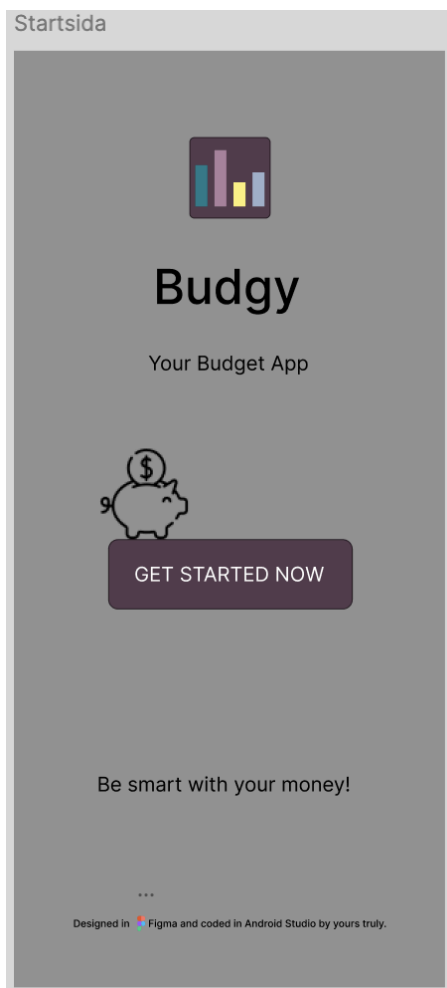 Startsida
Budgy
Your Budget App
$
GET STARTED NOW
Be smart with your money!
...
Designed in Figma and coded in Android Studio by yours truly.